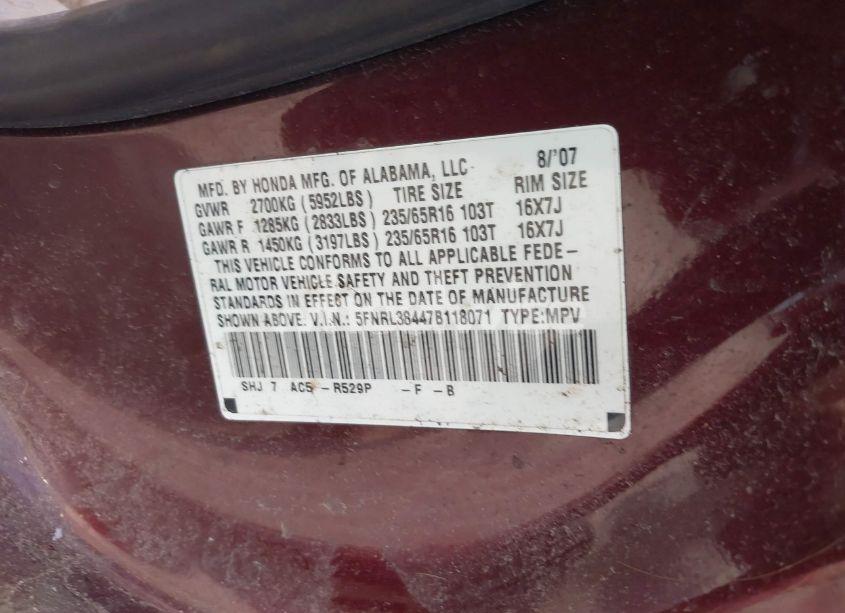 MFD. BY HONDA MFG. OF ALABAMA, LLC 8/'07
GVWR 2700KG (5952LBS) TIRE SIZE RIM SIZE
GAWR F 1285KG (2833LBS) 235/65R16 103T 16X7J
GAWR R 1450KG (3197LBS) 235/65R16 103T 16X7J
THIS VEHICLE CONFORMS TO ALL APPLICABLE FEDE-
RAL MOTOR VEHICLE SAFETY AND THEFT PREVENTION
STANDARDS IN EFFECT ON THE DATE OF MANUFACTURE
SHOWN ABOVE. V.I.N.: 5FNRL38447B118071 TYPE:MPV
SHJ 7 AC5 -R529P -F -B